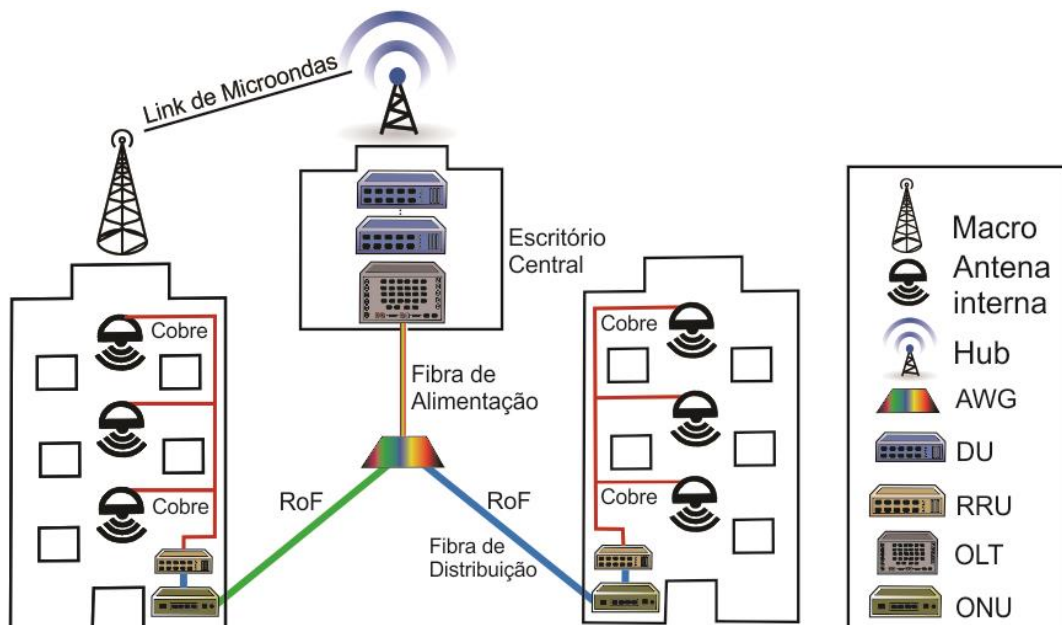 Link de Microondas
Escritório
Central
Cobre
Cobre
Fibra de
Alimentação
RoF
RoF
Fibra de
Distribuição
Cobre
Cobre
Macro
Antena
interna
Hub
AWG
DU
RRU
OLT
ONU